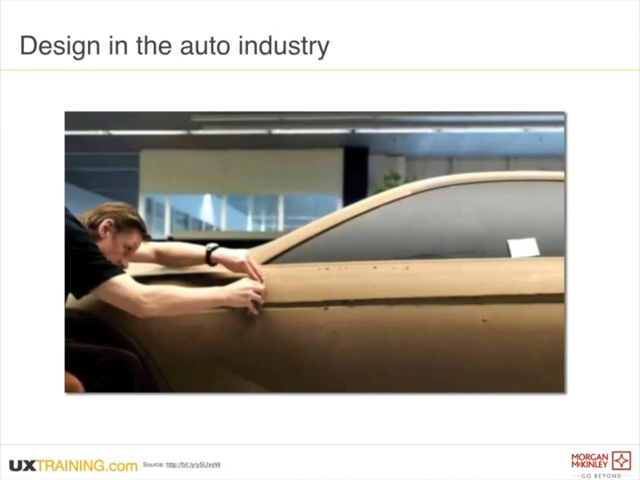 Design in the auto industry
UXTRAINING.com
Source: http://bit.ly/ySUxeW
MORGAN
McKINLEY
GO BEYOND